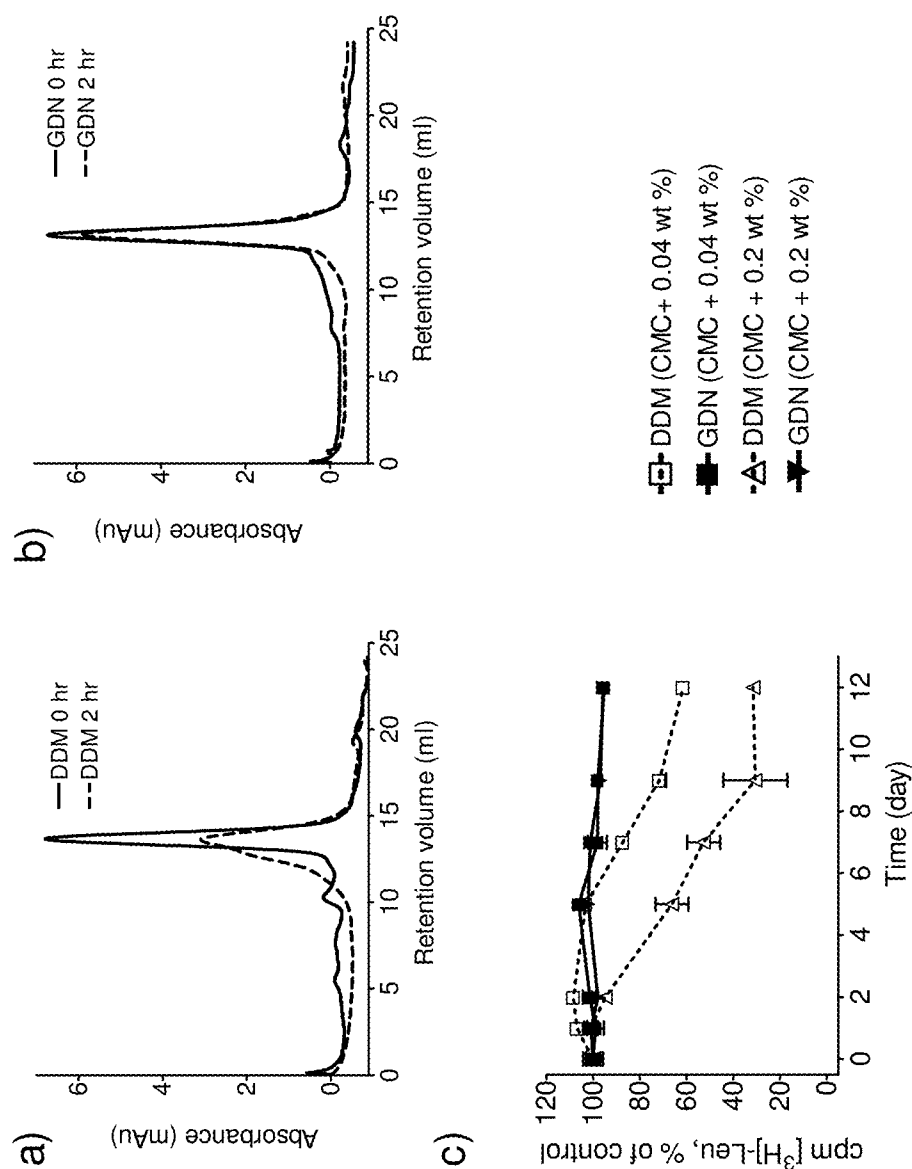 a)
DDM 0 hr
DDM 2 hr
Absorbance (mAu)
6
4
2
0
0 5 10 15 20 25
Retention volume (ml)
b)
GDN 0 hr
GDN 2 hr
Absorbance (mAu)
6
4
2
0
0 5 10 15 20 25
Retention volume (ml)
c)
cpm [³H]-Leu, % of control
120
100
80
60
40
20
0
0 2 4 6 8 10 12
Time (day)
DDM (CMC+ 0.04 wt %)
GDN (CMC + 0.04 wt %)
DDM (CMC + 0.2 wt %)
GDN (CMC + 0.2 wt %)